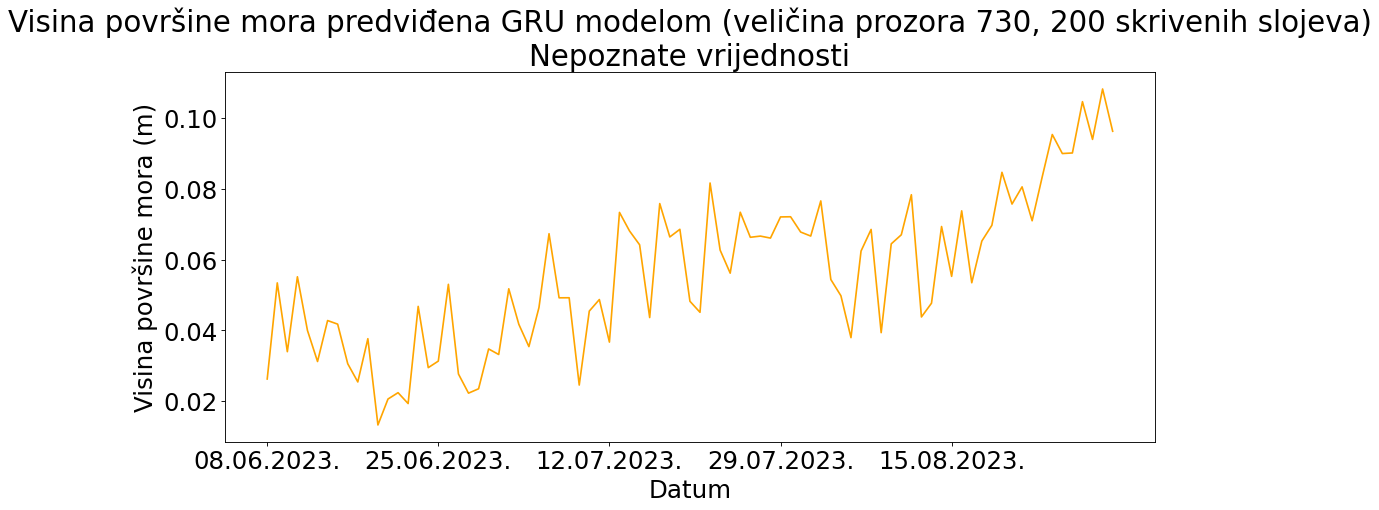 Visina površine mora predviđena GRU modelom (veličina prozora 730, 200 skrivenih slojeva)
Nepoznate vrijednosti
Visina površine mora (m)
0.10
0.08
0.06
0.04
0.02
08.06.2023. 25.06.2023. 12.07.2023. 29.07.2023. 15.08.2023.
Datum